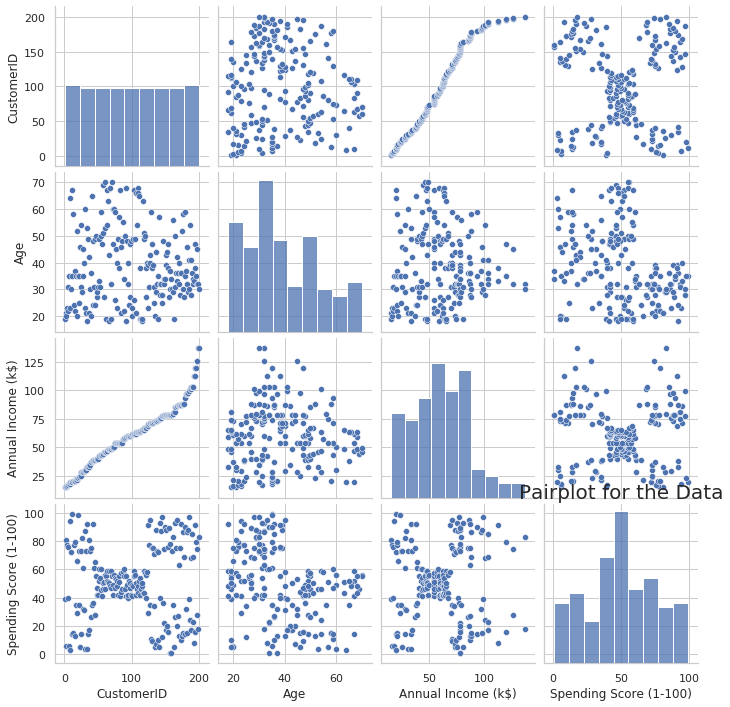 200
150
100
50
0
CustomerID
70
60
50
40
30
20
Age
125
100
75
50
25
Annual Income (k$)
Pairplot for the Data
100
80
60
40
20
0
Spending Score (1-100)
0 100 200
20 40 60
50 100
0 50 100
CustomerID
Age
Annual Income (k$)
Spending Score (1-100)